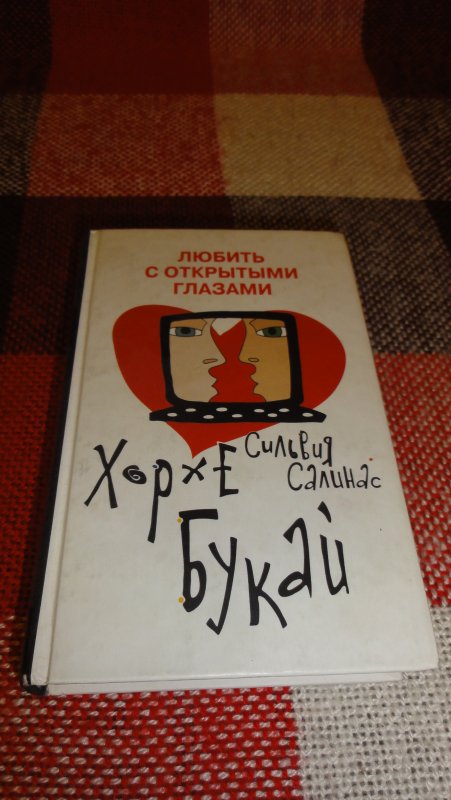 ЛЮБИТЬ
С ОТКРЫТЫМИ
ГЛАЗАМИ
Хорхе
Сильвия
Салинас
Букай